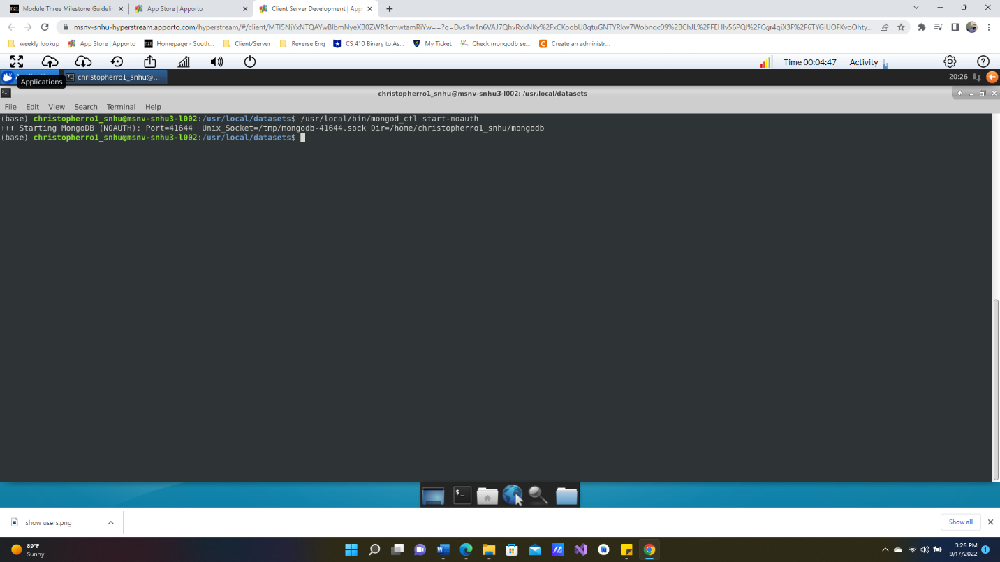 Module Three Milestone Guidelin
App Store | Apporto
Client Server Development | App
msnv-snhu-hyperstream.apporto.com/hyperstream/#/client/MTI5NjYxNTQAYwBlbmNyeXB0ZWR1cmwtamRiYw==?q=Dvs1w1n6VAJ7QhvRxkNKy%2FxCKoobU8qtuGNTYRkw7Wobnqc09%2BChJL%2FFEHlv56PQl%2FCgr4qiX3F%2F6TYGiUOFKvoOhty...
weekly lookup
App Store | Apporto
D2L Homepage - South...
Client/Server
Reverse Eng
CS 410 Binary to As...
My Ticket
Check mongodb se...
Create an administr...
Time 00:04:47
Activity
Applications
christopherro1_snhu@...
20:26
christopherro1_snhu@msnv-snhu3-l002: /usr/local/datasets
File Edit View Search Terminal Help
(base) christopherro1_snhu@msnv-snhu3-l002:/usr/local/datasets$ /usr/local/bin/mongod_ctl start-noauth
+++ Starting MongoDB (NOAUTH): Port=41644  Unix_Socket=/tmp/mongodb-41644.sock Dir=/home/christopherro1_snhu/mongodb
(base) christopherro1_snhu@msnv-snhu3-l002:/usr/local/datasets$
show users.png
Show all
89°F
Sunny
3:26 PM
9/17/2022
1